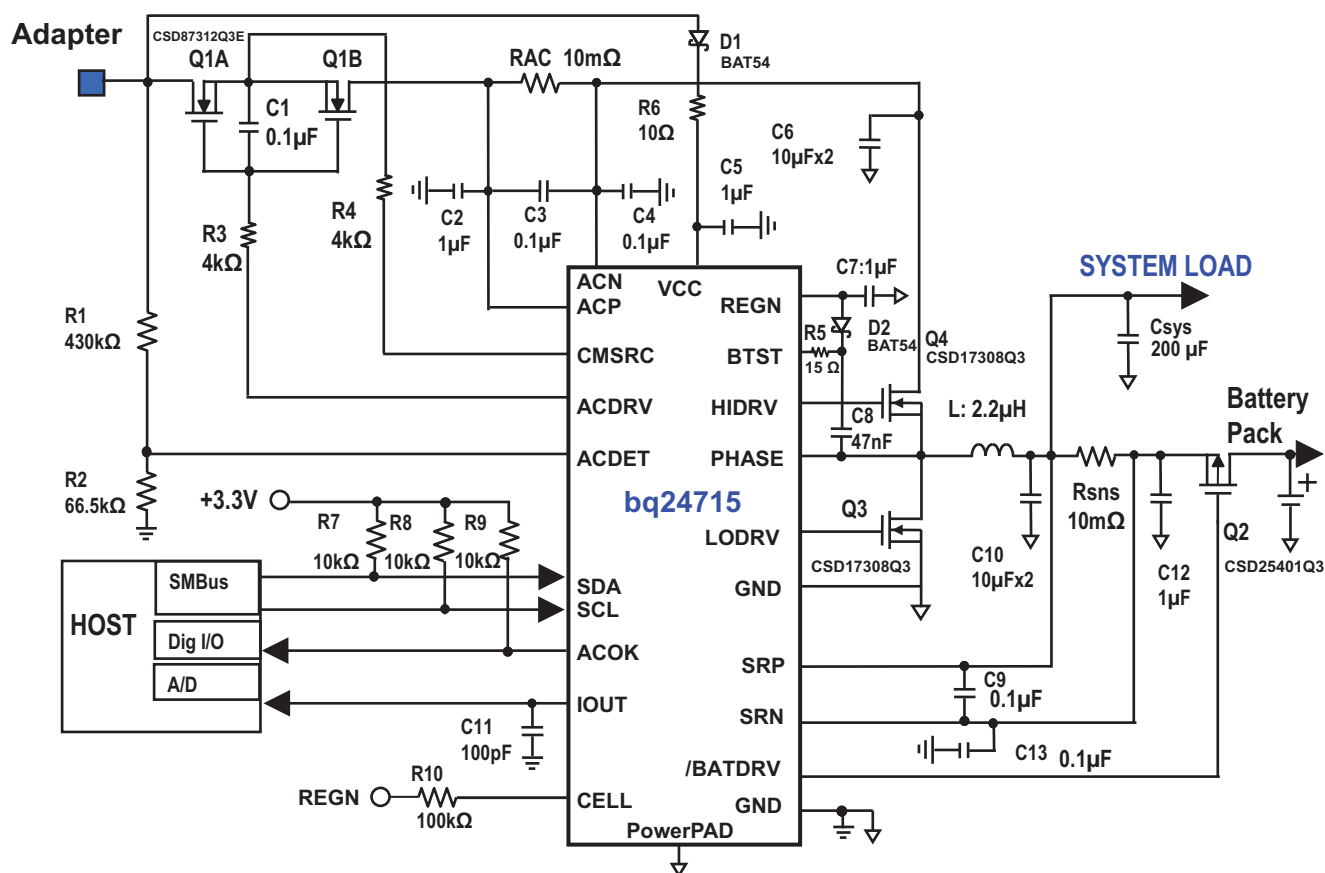 Adapter
CSD87312Q3E
Q1A
Q1B
RAC 10mΩ
D1
BAT54
C1
0.1µF
R6
10Ω
C6
10µFx2
C5
1µF
R3
4kΩ
R4
4kΩ
C2
1µF
C3
0.1µF
C4
0.1µF
R1
430kΩ
R2
66.5kΩ
ACN
ACP
VCC
CMSRC
ACDRV
ACDET
REGN
BTST
HIDRV
PHASE
bq24715
LODRV
GND
C7:1µF
R5
15 Ω
D2
BAT54
Q4
CSD17308Q3
C8
47nF
L: 2.2µH
SYSTEM LOAD
Csys
200 µF
Battery
Pack
+
Rsns
10mΩ
Q3
CSD17308Q3
C10
10µFx2
C12
1µF
Q2
CSD25401Q3
+3.3V
R7
10kΩ
R8
10kΩ
R9
10kΩ
HOST
SMBus
Dig I/O
A/D
SDA
SCL
ACOK
IOUT
C11
100pF
SRP
C9
0.1µF
SRN
C13 0.1µF
/BATDRV
REGN
R10
100kΩ
CELL
GND
PowerPAD